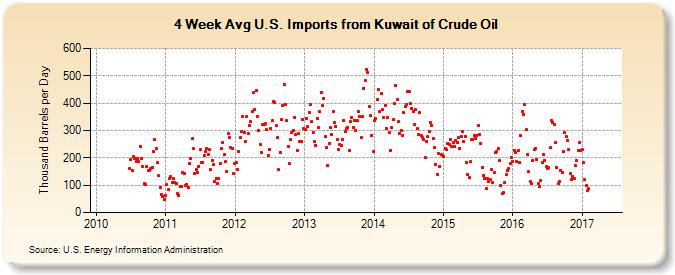 4 Week Avg U.S. Imports from Kuwait of Crude Oil
Thousand Barrels per Day
600
500
400
300
200
100
0
2010 2011 2012 2013 2014 2015 2016 2017
Source: U.S. Energy Information Administration